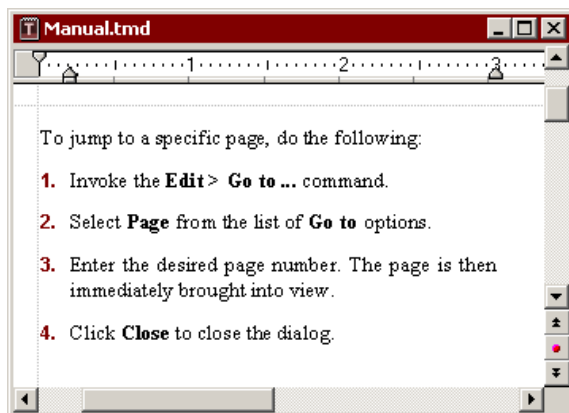 Manual.tmd
1 2 3
To jump to a specific page, do the following:
1. Invoke the Edit > Go to ... command.
2. Select Page from the list of Go to options.
3. Enter the desired page number. The page is then
immediately brought into view.
4. Click Close to close the dialog.